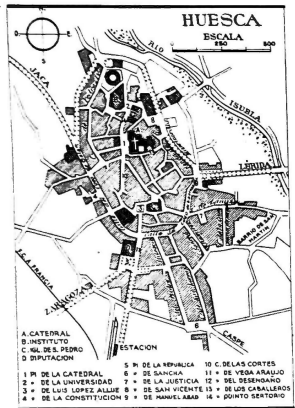 HUESCA
ESCALA
250 500
N.
O. E.
S
RIO
ISUELA
JACA
LÉRIDA
BARRIO DE SAN MARTIN
F.C. A FRANCIA
ZARAGOZA
ESTACION
CASPE
A. CATEDRAL
B. INSTITUTO
C. IGL. DE S. PEDRO
D. DIPUTACION
1 Pl DE LA CATEDRAL
2 " DE LA UNIVERSIDAD
3 " DE LUIS LOPEZ ALLUE
4 " DE LA CONSTITUCION
5 Pl DE LA REPUBLICA
6 " DE SANCHA
7 " DE LA JUSTICIA
8 " DE SAN VICENTE
9 " DE MANUEL ABAD
10 C. DE LAS CORTES
11 " DE VEGA ARAUJO
12 " DEL DESENGAÑO
13 " DE LOS CABALLEROS
14 " QUINTO SERTORIO